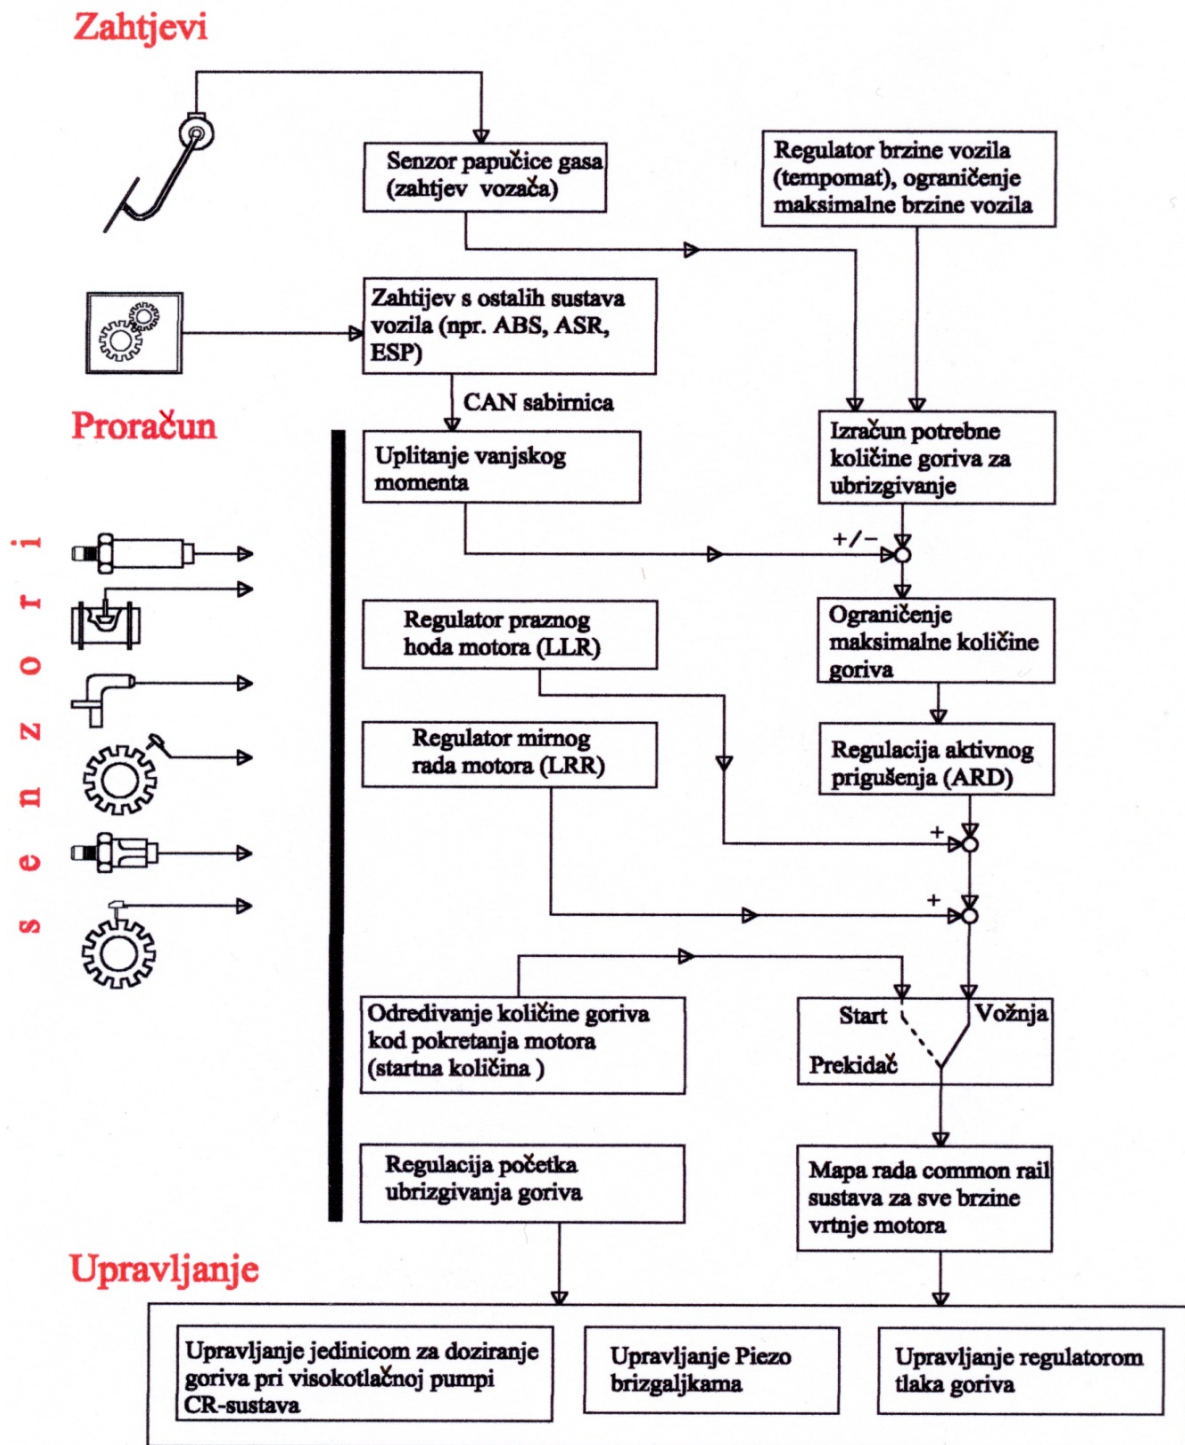 Zahtjevi
Senzor papučice gasa
(zahtjev vozača)
Regulator brzine vozila
(tempomat), ograničenje
maksimalne brzine vozila
Zahtijev s ostalih sustava
vozila (npr. ABS, ASR,
ESP)
CAN sabirnica
Proračun
Uplitanje vanjskog
momenta
Izračun potrebne
količine goriva za
ubrizgivanje
+/-
senzori
Regulator praznog
hoda motora (LLR)
Ograničenje
maksimalne količine
goriva
Regulator mirnog
rada motora (LRR)
Regulacija aktivnog
prigušenja (ARD)
+
+
Odredivanje količine goriva
kod pokretanja motora
(startna količina )
Start
Vožnja
Prekidač
Regulacija početka
ubrizgivanja goriva
Mapa rada common rail
sustava za sve brzine
vrtnje motora
Upravljanje
Upravljanje jedinicom za doziranje
goriva pri visokotlačnoj pumpi
CR-sustava
Upravljanje Piezo
brizgaljkama
Upravljanje regulatorom
tlaka goriva